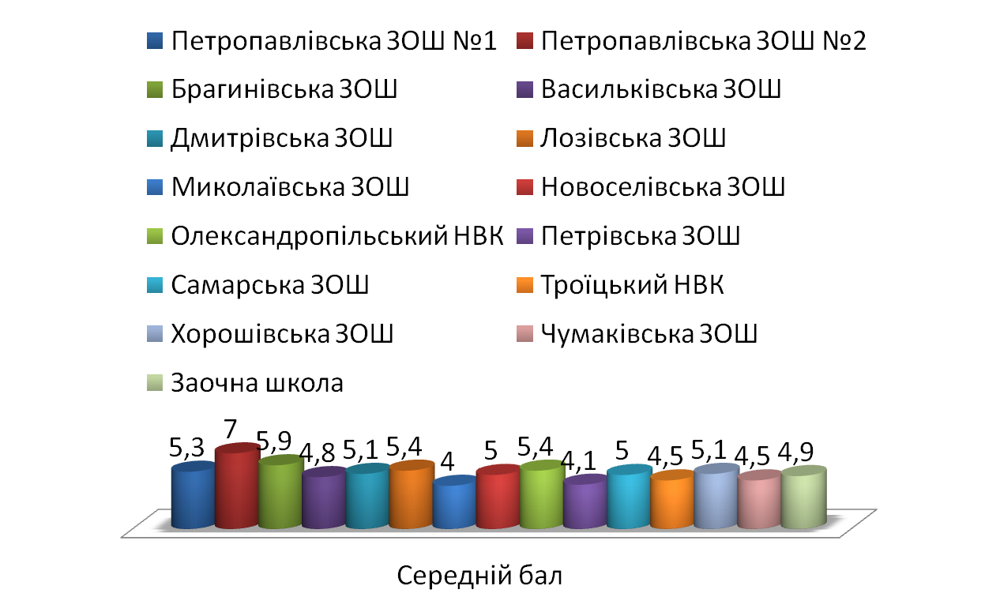 Петропавлівська ЗОШ №1 Петропавлівська ЗОШ №2
Брагинівська ЗОШ Васильківська ЗОШ
Дмитрівська ЗОШ Лозівська ЗОШ
Миколаївська ЗОШ Новоселівська ЗОШ
Олександропільський НВК Петрівська ЗОШ
Самарська ЗОШ Троїцький НВК
Хорошівська ЗОШ Чумаківська ЗОШ
Заочна школа
5,3 7 5,9 4,8 5,1 5,4 4 5 5,4 4,1 5 4,5 5,1 4,5 4,9
Середній бал